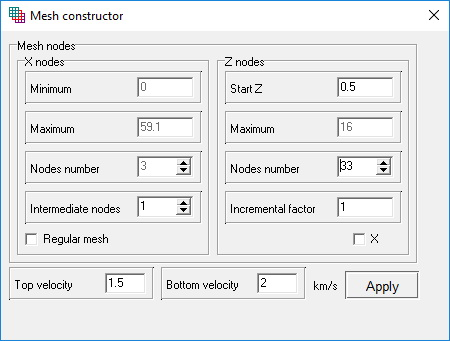 Mesh constructor
Mesh nodes
X nodes
Minimum 0
Maximum 59.1
Nodes number 3
Intermediate nodes 1
Regular mesh
Z nodes
Start Z 0.5
Maximum 16
Nodes number 33
Incremental factor 1
X
Top velocity 1.5
Bottom velocity 2 km/s
Apply